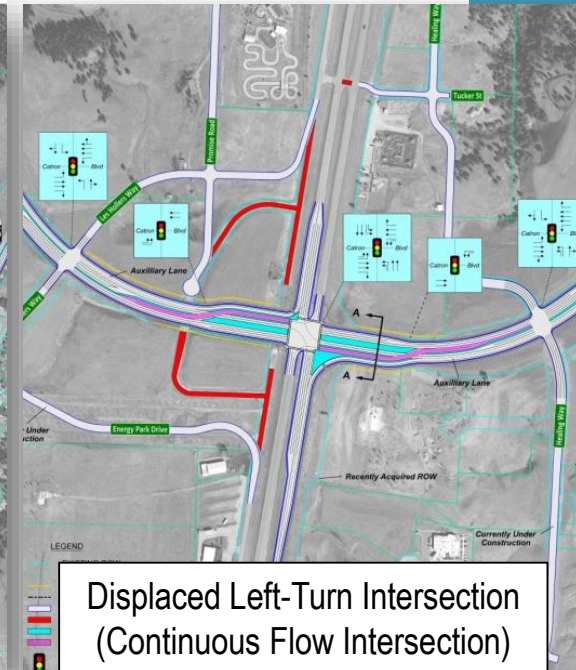 Healing Way
Tucker St
Promise Road
Catron Blvd
Les Hollers Way
Catron Blvd
Catron Blvd
Catron Blvd
Catron Blvd
Auxilliary Lane
A
A
Auxilliary Lane
Under
Energy Park Drive
Healing Way
Recently Acquired ROW
Currently Under
Construction
LEGEND
Displaced Left-Turn Intersection
(Continuous Flow Intersection)